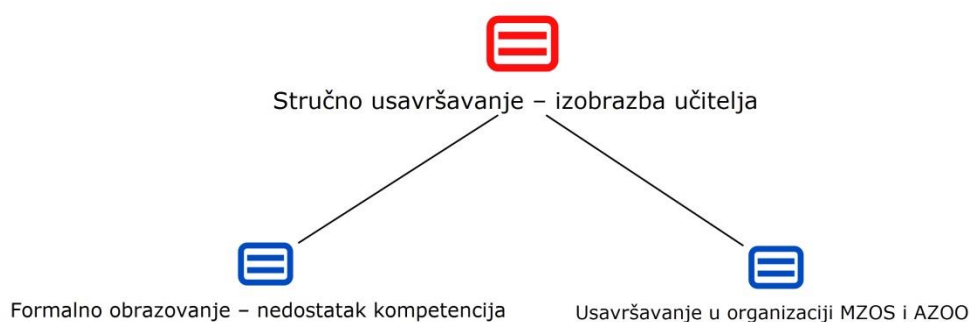 Stručno usavršavanje – izobrazba učitelja
Formalno obrazovanje – nedostatak kompetencija
Usavršavanje u organizaciji MZOS i AZOO